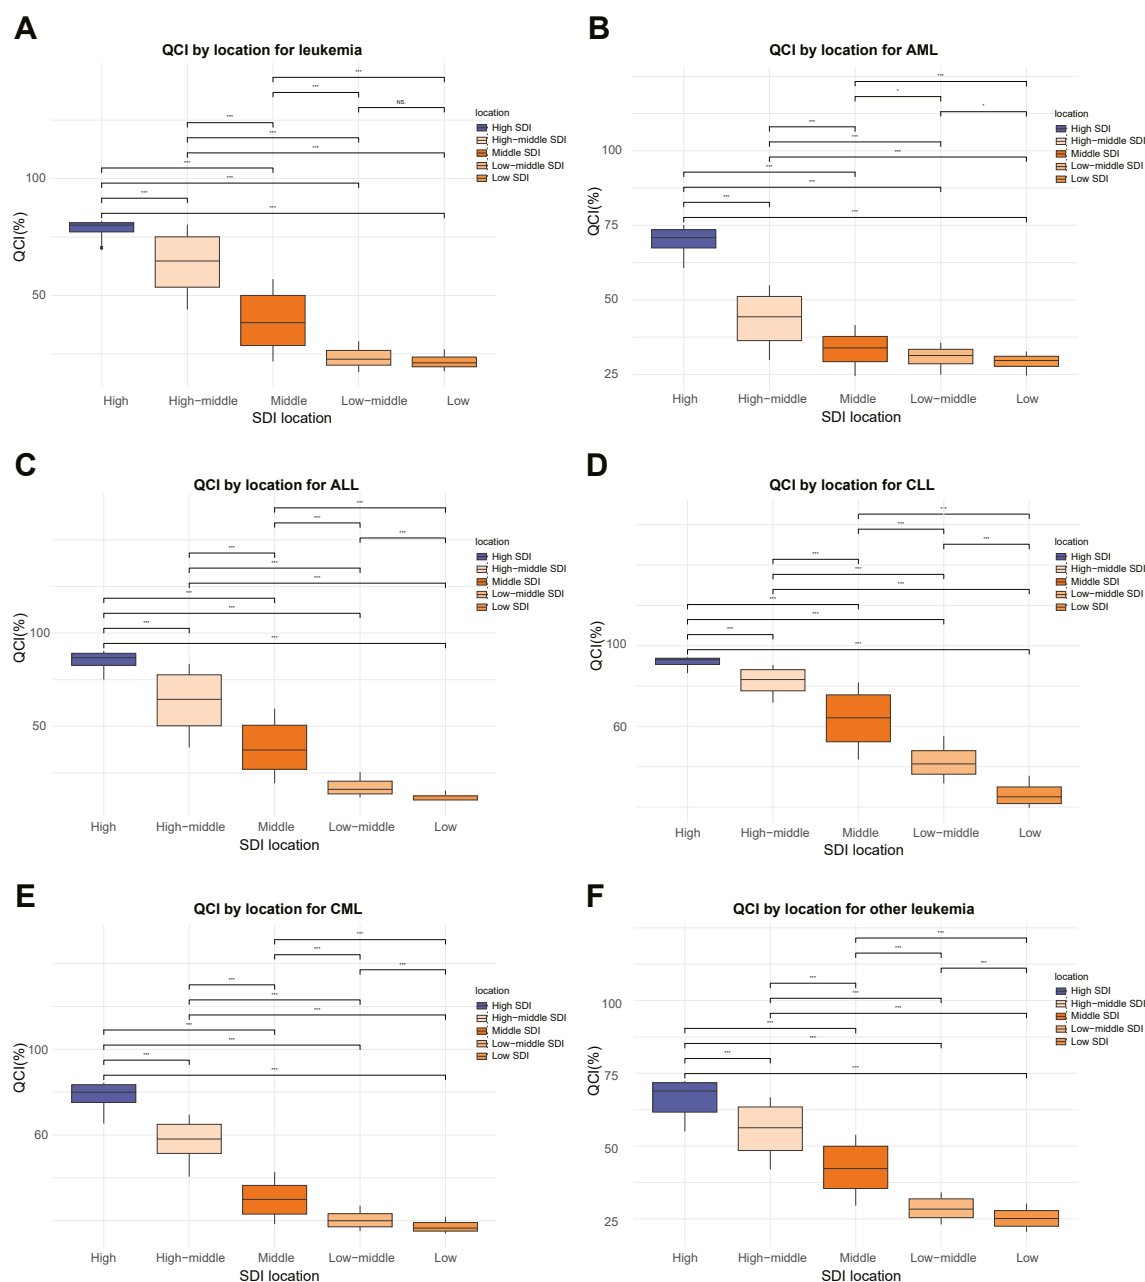 A
QCI by location for leukemia
***
***
NS.
***
***
***
***
***
***
***
QCI(%)
100
50
High
High−middle
Middle
Low−middle
Low
SDI location
location
High SDI
High−middle SDI
Middle SDI
Low−middle SDI
Low SDI
B
QCI by location for AML
***
*
*
***
***
***
***
***
***
***
QCI(%)
100
75
50
25
High
High−middle
Middle
Low−middle
Low
SDI location
location
High SDI
High−middle SDI
Middle SDI
Low−middle SDI
Low SDI
C
QCI by location for ALL
***
***
***
***
***
***
***
***
***
***
QCI(%)
100
50
High
High−middle
Middle
Low−middle
Low
SDI location
location
High SDI
High−middle SDI
Middle SDI
Low−middle SDI
Low SDI
D
QCI by location for CLL
***
***
***
***
***
***
***
***
***
***
QCI(%)
100
60
High
High−middle
Middle
Low−middle
Low
SDI location
location
High SDI
High−middle SDI
Middle SDI
Low−middle SDI
Low SDI
E
QCI by location for CML
***
***
***
***
***
***
***
***
***
***
QCI(%)
100
60
High
High−middle
Middle
Low−middle
Low
SDI location
location
High SDI
High−middle SDI
Middle SDI
Low−middle SDI
Low SDI
F
QCI by location for other leukemia
***
***
***
***
***
***
***
***
***
***
QCI(%)
100
75
50
25
High
High−middle
Middle
Low−middle
Low
SDI location
location
High SDI
High−middle SDI
Middle SDI
Low−middle SDI
Low SDI